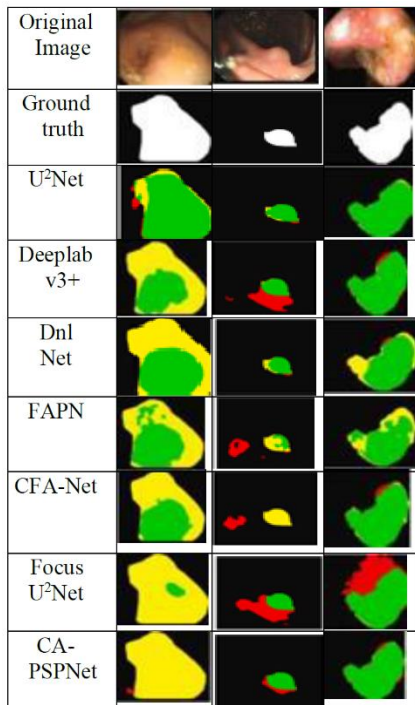 Original
Image
Ground
truth
U²Net
Deeplab
v3+
Dnl
Net
FAPN
CFA-Net
Focus
U²Net
CA-
PSPNet